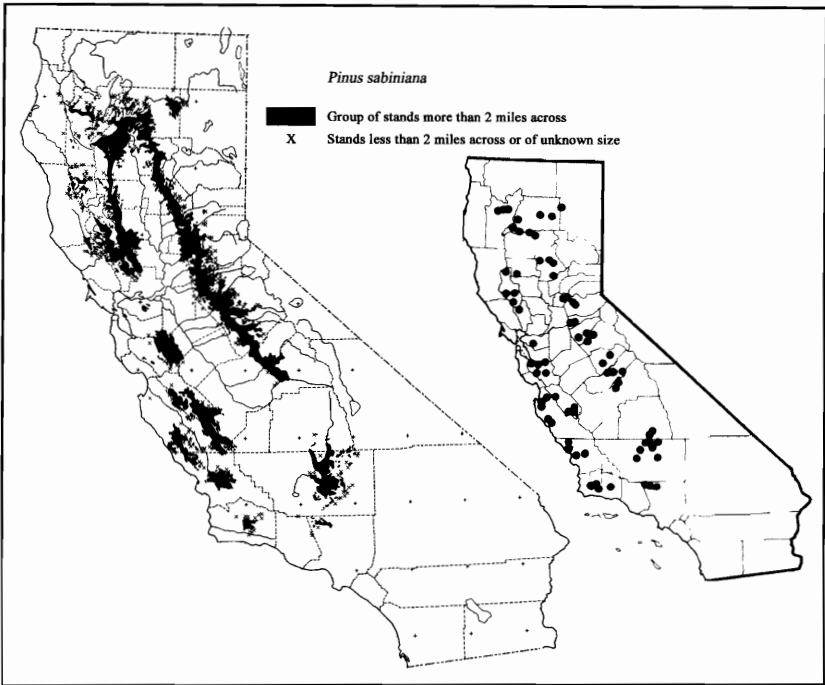 Pinus sabiniana
Group of stands more than 2 miles across
X Stands less than 2 miles across or of unknown size